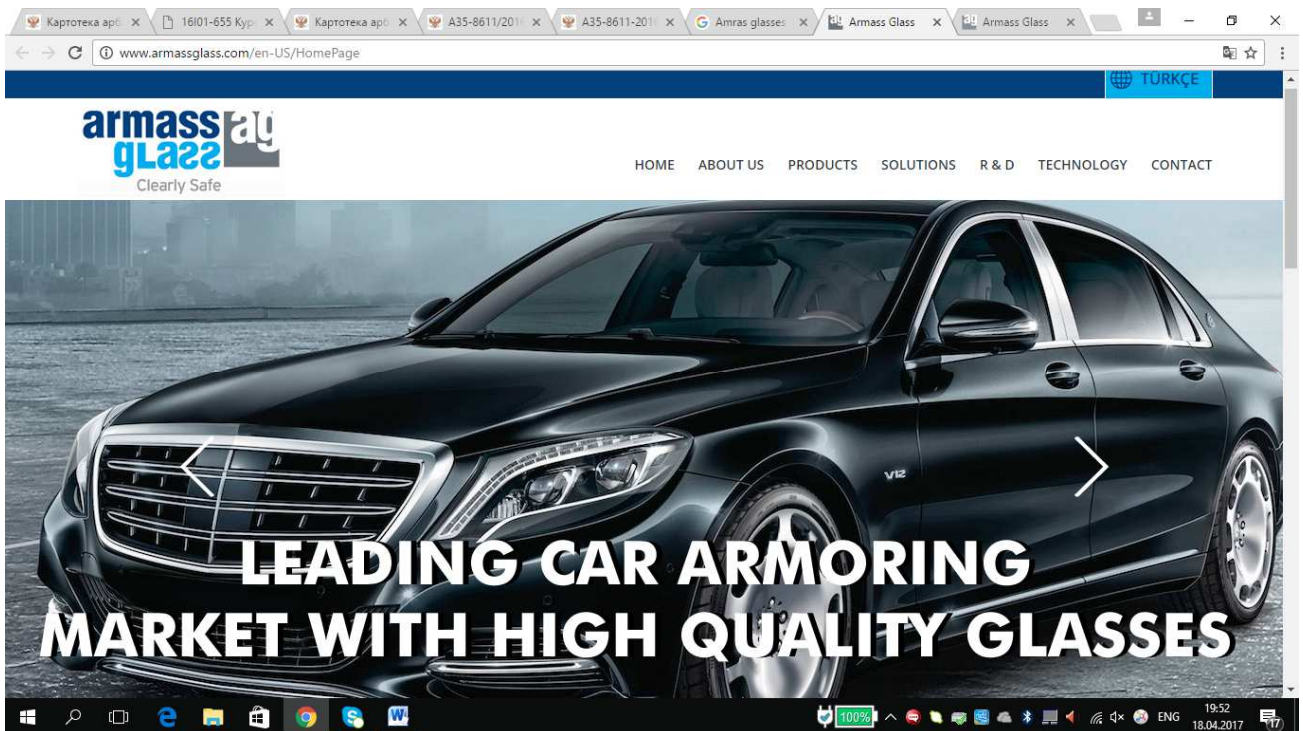 Картотека арб
16I01-655 Кур
Картотека арб
A35-8611/201
A35-8611-201
Amras glasses
Armass Glass
Armass Glass
www.armassglass.com/en-US/HomePage
TÜRKÇE
armass ag
glass
Clearly Safe
HOME ABOUT US PRODUCTS SOLUTIONS R & D TECHNOLOGY CONTACT
V12
LEADING CAR ARMORING
MARKET WITH HIGH QUALITY GLASSES
100%
ENG
19:52
18.04.2017
17